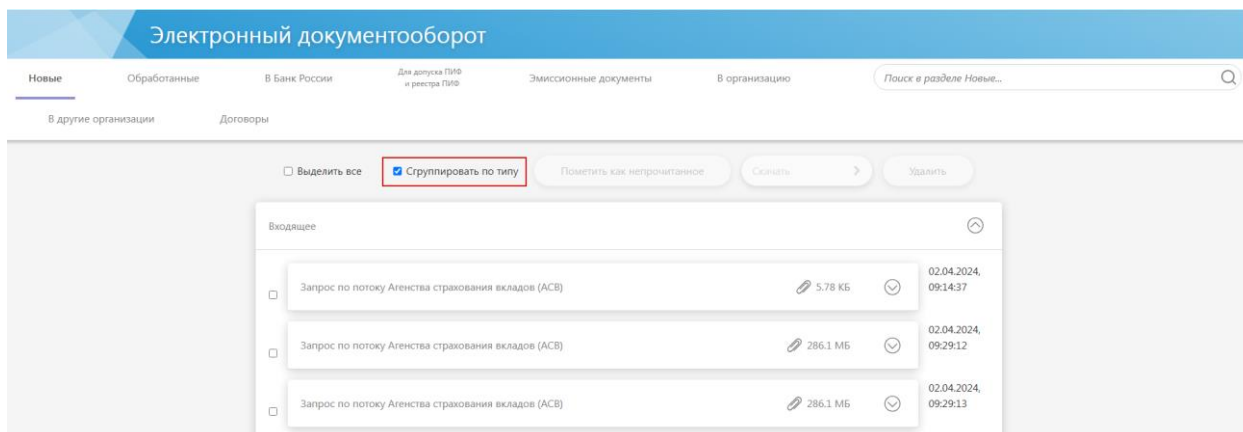 Электронный документооборот
Новые Обработанные В Банк России Для допуска ПИФ Эмиссионные документы В организацию Поиск в разделе Новые...
и реестра ПИФ
В другие организации Договоры
Выделить все Сгруппировать по типу Пометить как непрочитанное Скачать Удалить
Входящее
Запрос по потоку Агенства страхования вкладов (АСВ) 5.78 КБ 02.04.2024,
09:14:37
Запрос по потоку Агенства страхования вкладов (АСВ) 286.1 МБ 02.04.2024,
09:29:12
Запрос по потоку Агенства страхования вкладов (АСВ) 286.1 МБ 02.04.2024,
09:29:13